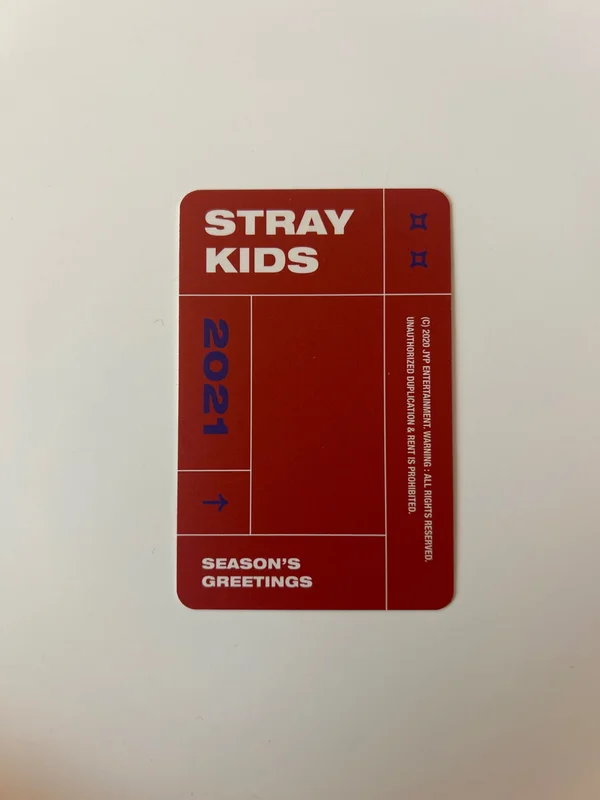 STRAY
KIDS
2021
SEASON'S
GREETINGS
(C) 2020 JYP ENTERTAINMENT. WARNING : ALL RIGHTS RESERVED.
UNAUTHORIZED DUPLICATION & RENT IS PROHIBITED.